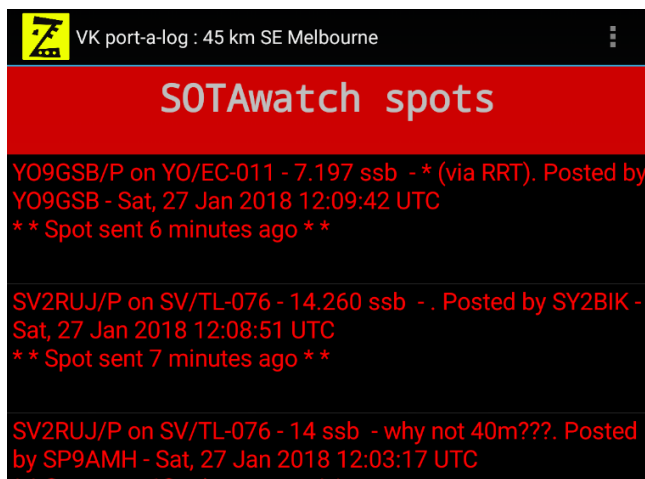 VK port-a-log : 45 km SE Melbourne
SOTAwatch spots
YO9GSB/P on YO/EC-011 - 7.197 ssb  - * (via RRT). Posted by
YO9GSB - Sat, 27 Jan 2018 12:09:42 UTC
* * Spot sent 6 minutes ago * *
SV2RUJ/P on SV/TL-076 - 14.260 ssb  - . Posted by SY2BIK -
Sat, 27 Jan 2018 12:08:51 UTC
* * Spot sent 7 minutes ago * *
SV2RUJ/P on SV/TL-076 - 14 ssb  - why not 40m???. Posted
by SP9AMH - Sat, 27 Jan 2018 12:03:17 UTC